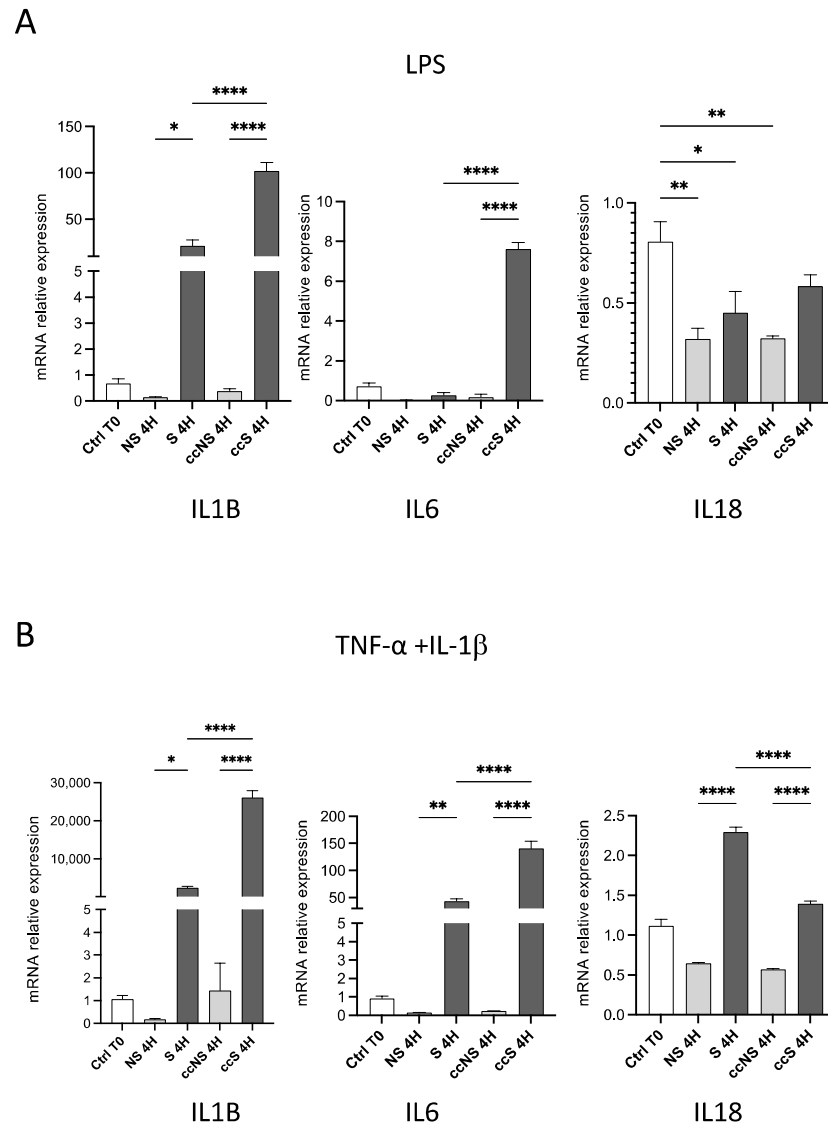 A
LPS
**** 
* ****
mRNA relative expression
150
100
50
5
4
3
2
1
0
Ctrl T0 NS 4H S 4H ccNS 4H ccS 4H
IL1B
****
****
mRNA relative expression
10
8
6
4
2
0
Ctrl T0 NS 4H S 4H ccNS 4H ccS 4H
IL6
**
*
**
mRNA relative expression
1.0
0.5
0.0
Ctrl T0 NS 4H S 4H ccNS 4H ccS 4H
IL18
B
TNF-α +IL-1β
****
* ****
mRNA relative expression
30,000
20,000
10,000
5
4
3
2
1
0
Ctrl T0 NS 4H S 4H ccNS 4H ccS 4H
IL1B
****
** ****
mRNA relative expression
200
150
100
50
5
4
3
2
1
0
Ctrl T0 NS 4H S 4H ccNS 4H ccS 4H
IL6
****
**** ****
mRNA relative expression
2.5
2.0
1.5
1.0
0.5
0.0
Ctrl T0 NS 4H S 4H ccNS 4H ccS 4H
IL18